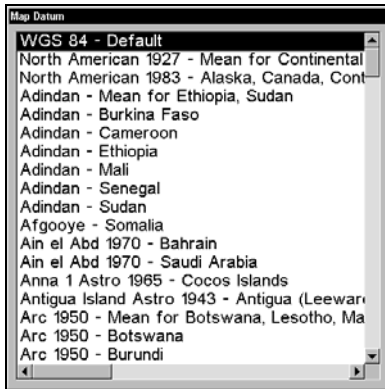 Map Datum
WGS 84 - Default
North American 1927 - Mean for Continental
North American 1983 - Alaska, Canada, Cont
Adindan - Mean for Ethiopia, Sudan
Adindan - Burkina Faso
Adindan - Cameroon
Adindan - Ethiopia
Adindan - Mali
Adindan - Senegal
Adindan - Sudan
Afgooye - Somalia
Ain el Abd 1970 - Bahrain
Ain el Abd 1970 - Saudi Arabia
Anna 1 Astro 1965 - Cocos Islands
Antigua Island Astro 1943 - Antigua (Leeward
Arc 1950 - Mean for Botswana, Lesotho, Ma
Arc 1950 - Botswana
Arc 1950 - Burundi